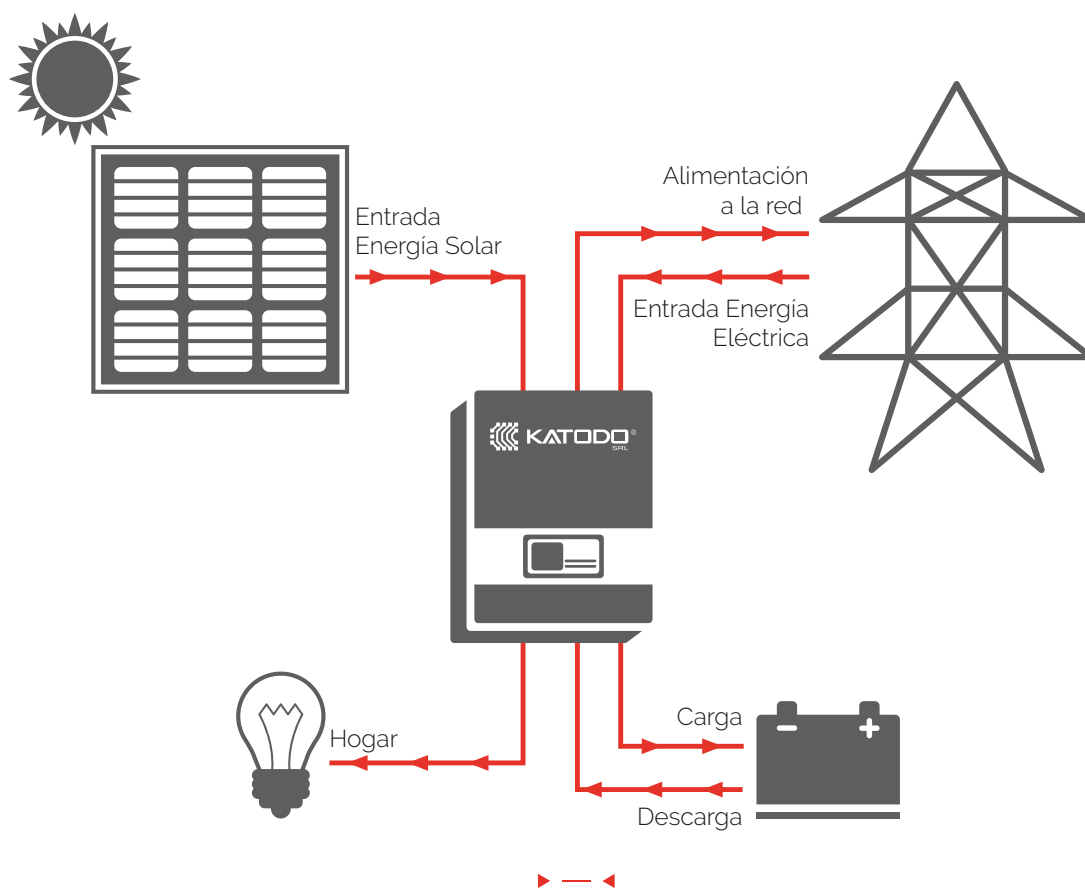 Entrada
Energía Solar
Alimentación
a la red
Entrada Energía
Eléctrica
KATODO®
SRL
Hogar
Carga
Descarga